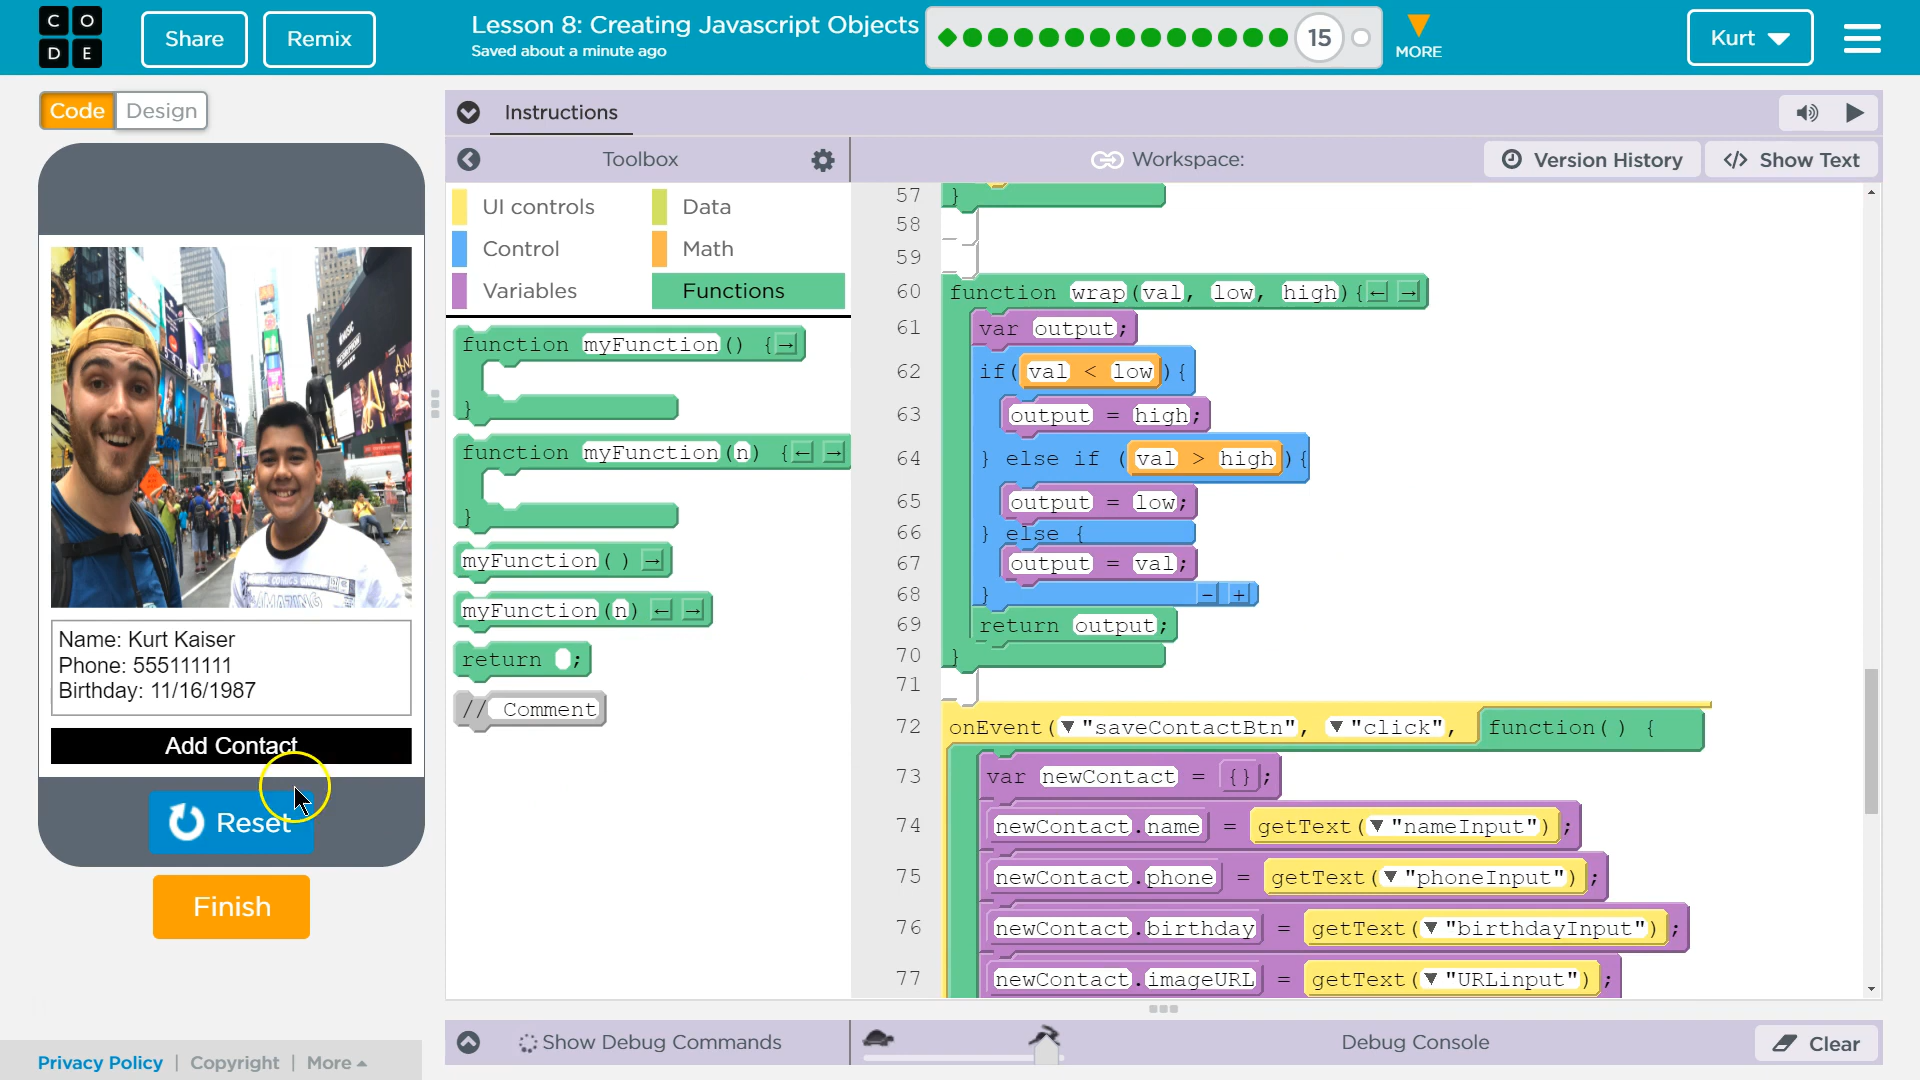 C O
D E
Share
Remix
Lesson 8: Creating Javascript Objects
Saved about a minute ago
15
MORE
Kurt
Code
Design
Instructions
Toolbox
Workspace:
Version History
</> Show Text
UI controls
Data
Control
Math
Variables
Functions
function myFunction() {→
}
function myFunction(n) {← →
}
myFunction() →
myFunction(n) ← →
return ;
// Comment
57 }
58
59
60 function wrap(val, low, high){← →
61 var output;
62 if(val < low){
63 output = high;
64 } else if (val > high){
65 output = low;
66 } else {
67 output = val;
68 } - +
69 return output;
70 }
71
72 onEvent(▼"saveContactBtn", ▼"click", function() {
73 var newContact = {};
74 newContact.name = getText(▼"nameInput");
75 newContact.phone = getText(▼"phoneInput");
76 newContact.birthday = getText(▼"birthdayInput");
77 newContact.imageURL = getText(▼"URLinput");
Name: Kurt Kaiser
Phone: 555111111
Birthday: 11/16/1987
Add Contact
Reset
Finish
Show Debug Commands
Debug Console
Clear
Privacy Policy | Copyright | More